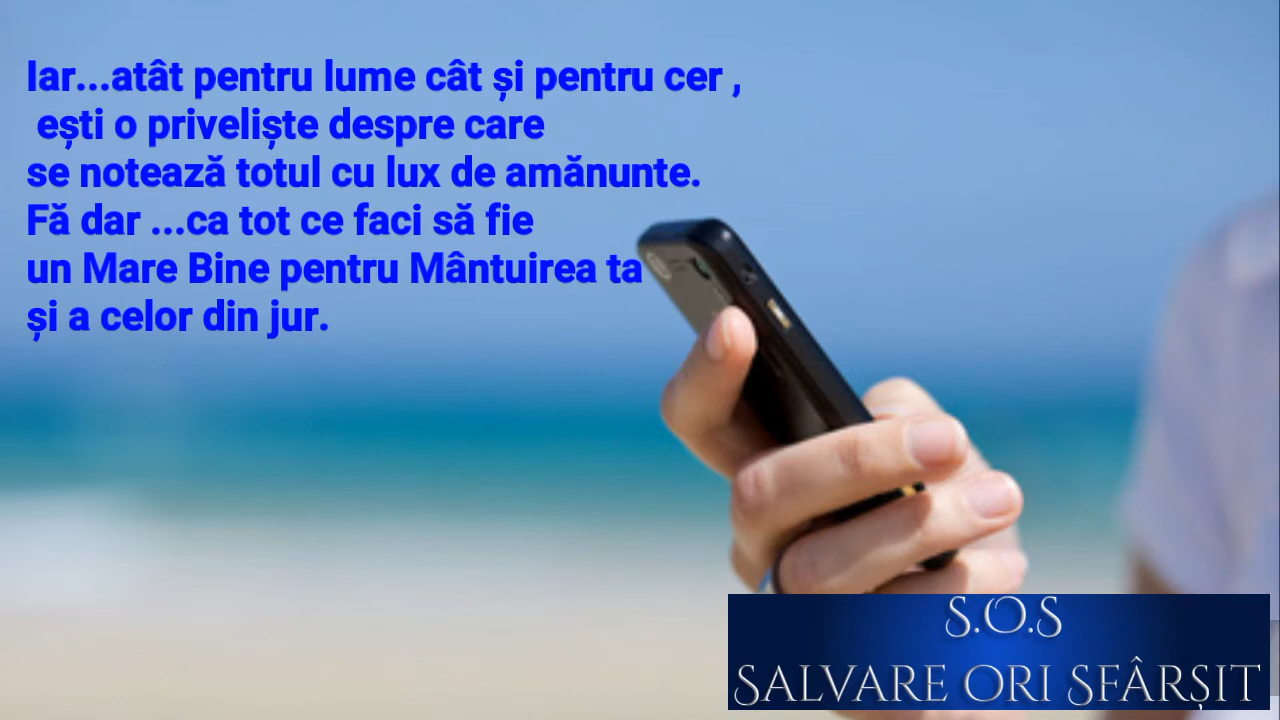 Iar...atât pentru lume cât și pentru cer ,
ești o priveliște despre care
se notează totul cu lux de amănunte.
Fă dar ...ca tot ce faci să fie
un Mare Bine pentru Mântuirea ta
și a celor din jur.
S.O.S
SALVARE ORI SFÂRȘIT